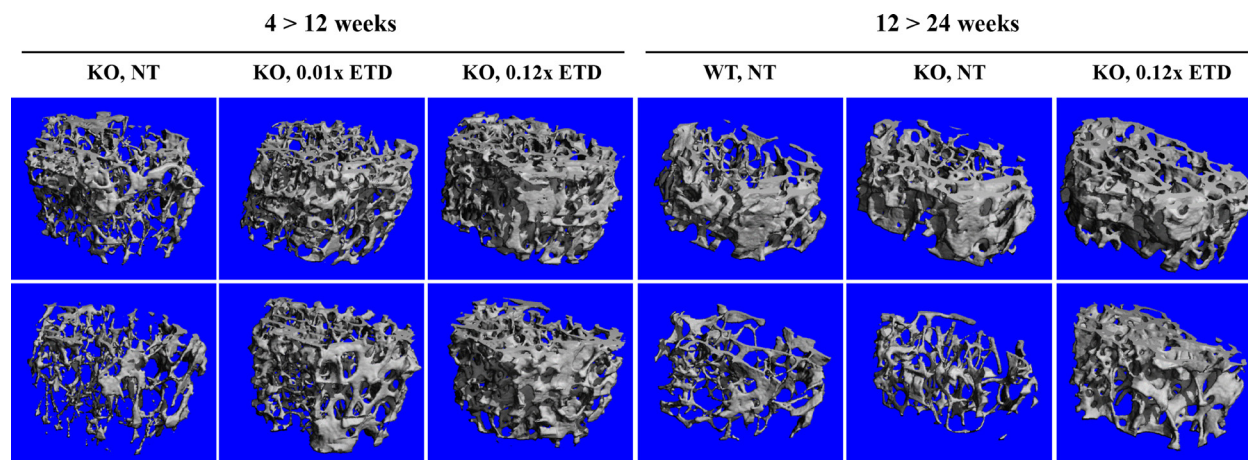 4 > 12 weeks
12 > 24 weeks
KO, NT
KO, 0.01x ETD
KO, 0.12x ETD
WT, NT
KO, NT
KO, 0.12x ETD